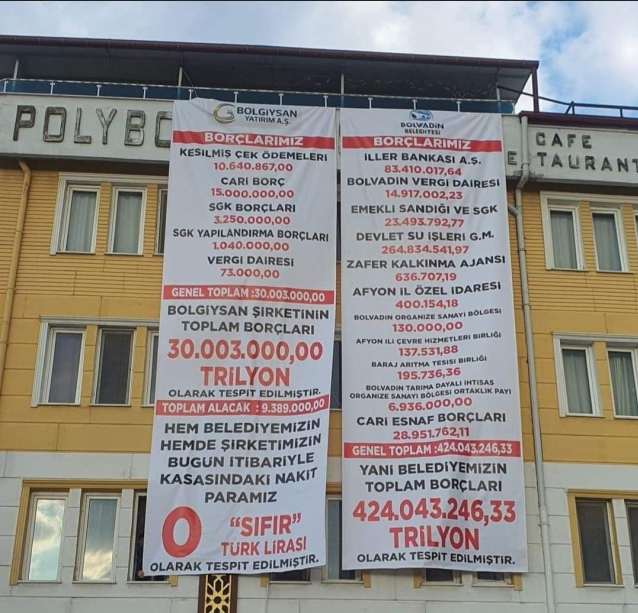 POLYBO
CAFE
E TAURANT
BOLGİYSAN
YATIRIM A.Ş.
BORÇLARIMIZ
KESİLMİŞ ÇEK ÖDEMELERİ
10.640.867,00
CARİ BORÇ
15.000.000,00
SGK BORÇLARI
3.250.000,00
SGK YAPILANDIRMA BORÇLARI
1.040.000,00
VERGİ DAİRESİ
73.000,00
GENEL TOPLAM :30.003.000,00
BOLGİYSAN ŞİRKETİNİN
TOPLAM BORÇLARI
30.003.000,00
TRİLYON
OLARAK TESPİT EDİLMİŞTİR.
TOPLAM ALACAK : 9.389.000,00
HEM BELEDİYEMİZİN
HEMDE ŞİRKETİMİZİN
BUGÜN İTİBARİYLE
KASASINDAKİ NAKİT
PARAMIZ
0 "SIFIR"
TÜRK LİRASI
OLARAK TESPİT EDİLMİŞTİR.
BOLVADİN
BELEDİYESİ
BORÇLARIMIZ
İLLER BANKASI A.Ş.
83.410.017,64
BOLVADİN VERGİ DAİRESİ
14.917.002,23
EMEKLİ SANDIĞI VE SGK
23.493.792,77
DEVLET SU İŞLERİ G.M.
264.834.541,97
ZAFER KALKINMA AJANSI
636.707,19
AFYON İL ÖZEL İDARESİ
400.154,18
BOLVADİN ORGANİZE SANAYİ BÖLGESİ
130.000,00
AFYON İLİ ÇEVRE HİZMETLERİ BİRLİĞİ
137.531,88
BARAJ ARITMA TESİSİ BİRLİĞİ
195.736,36
BOLVADİN TARIMA DAYALI İHTİSAS
ORGANİZE SANAYİ BÖLGESİ ORTAKLIK PAYI
6.936.000,00
CARİ ESNAF BORÇLARI
28.951.762,11
GENEL TOPLAM :424.043.246,33
YANİ BELEDİYEMİZİN
TOPLAM BORÇLARI
424.043.246,33
TRİLYON
OLARAK TESPİT EDİLMİŞTİR.